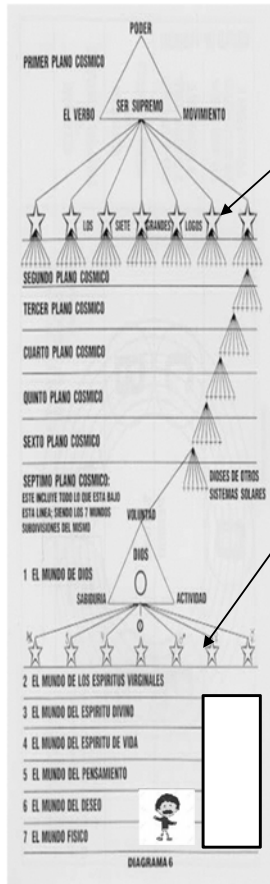 PODER
PRIMER PLANO COSMICO
SER SUPREMO
EL VERBO
MOVIMIENTO
LOS SIETE GRANDES LOGOS
SEGUNDO PLANO COSMICO
TERCER PLANO COSMICO
CUARTO PLANO COSMICO
QUINTO PLANO COSMICO
SEXTO PLANO COSMICO
SEPTIMO PLANO COSMICO:
ESTE INCLUYE TODO LO QUE ESTA BAJO
ESTA LINEA; SIENDO LOS 7 MUNDOS
SUBDIVISIONES DEL MISMO
DIOSES DE OTROS
SISTEMAS SOLARES
VOLUNTAD
DIOS
1 EL MUNDO DE DIOS
SABIDURIA
ACTIVIDAD
2 EL MUNDO DE LOS ESPIRITUS VIRGINALES
3 EL MUNDO DEL ESPIRITU DIVINO
4 EL MUNDO DEL ESPIRITU DE VIDA
5 EL MUNDO DEL PENSAMIENTO
6 EL MUNDO DEL DESEO
7 EL MUNDO FISICO
DIAGRAMA 6